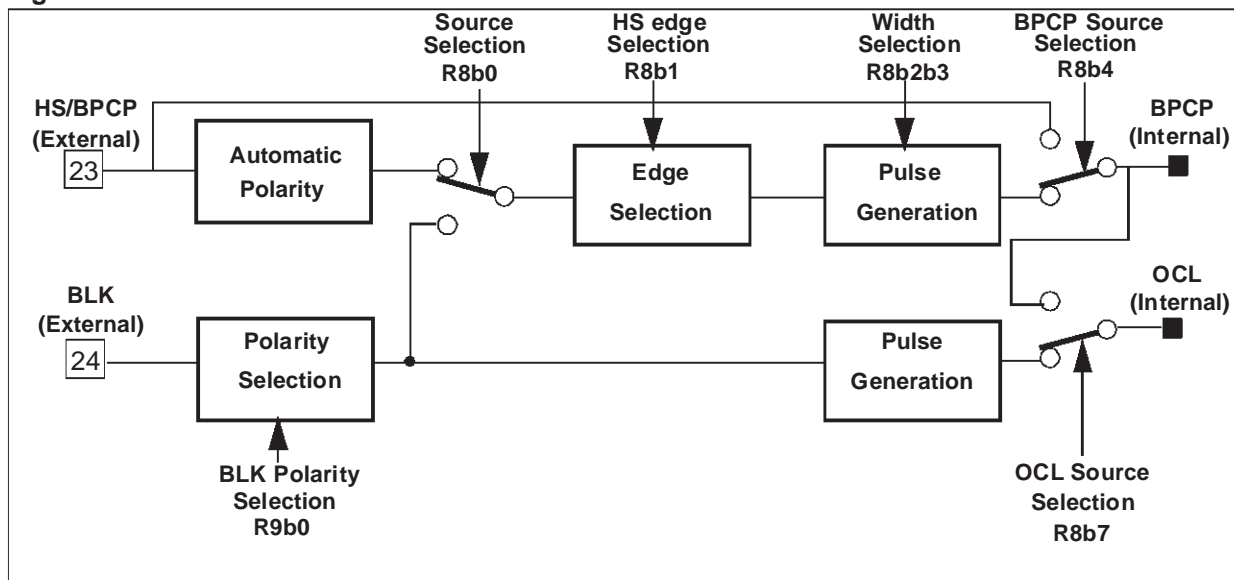 Source
Selection
R8b0
HS edge
Selection
R8b1
Width
Selection
R8b2b3
BPCP Source
Selection
R8b4
HS/BPCP
(External)
23
Automatic
Polarity
Edge
Selection
Pulse
Generation
BPCP
(Internal)
BLK
(External)
24
Polarity
Selection
Pulse
Generation
OCL
(Internal)
BLK Polarity
Selection
R9b0
OCL Source
Selection
R8b7